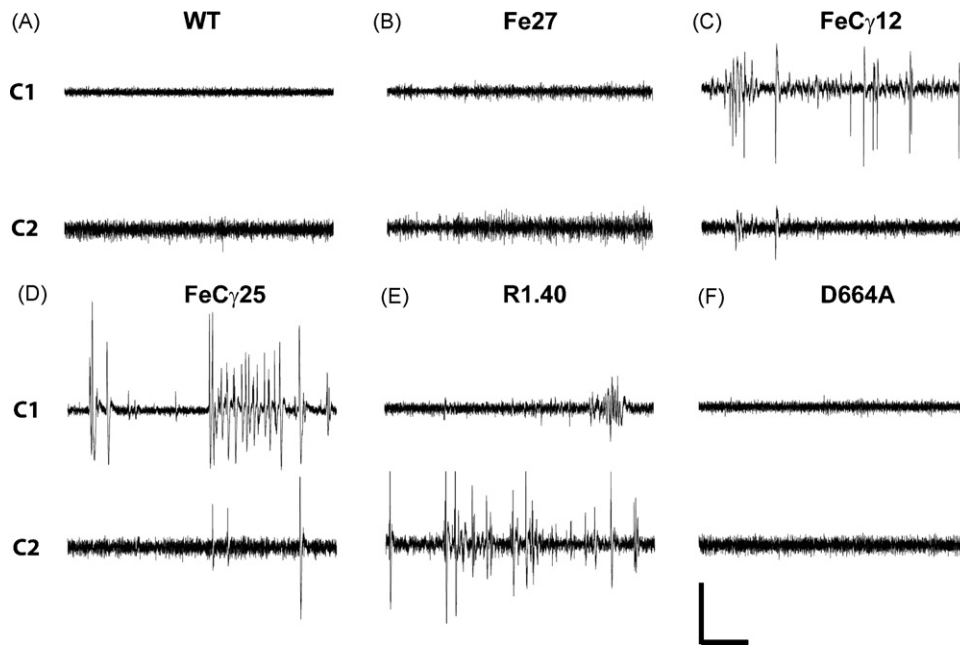 (A) WT (B) Fe27 (C) FeCγ12
C1
C2
(D) FeCγ25 (E) R1.40 (F) D664A
C1
C2